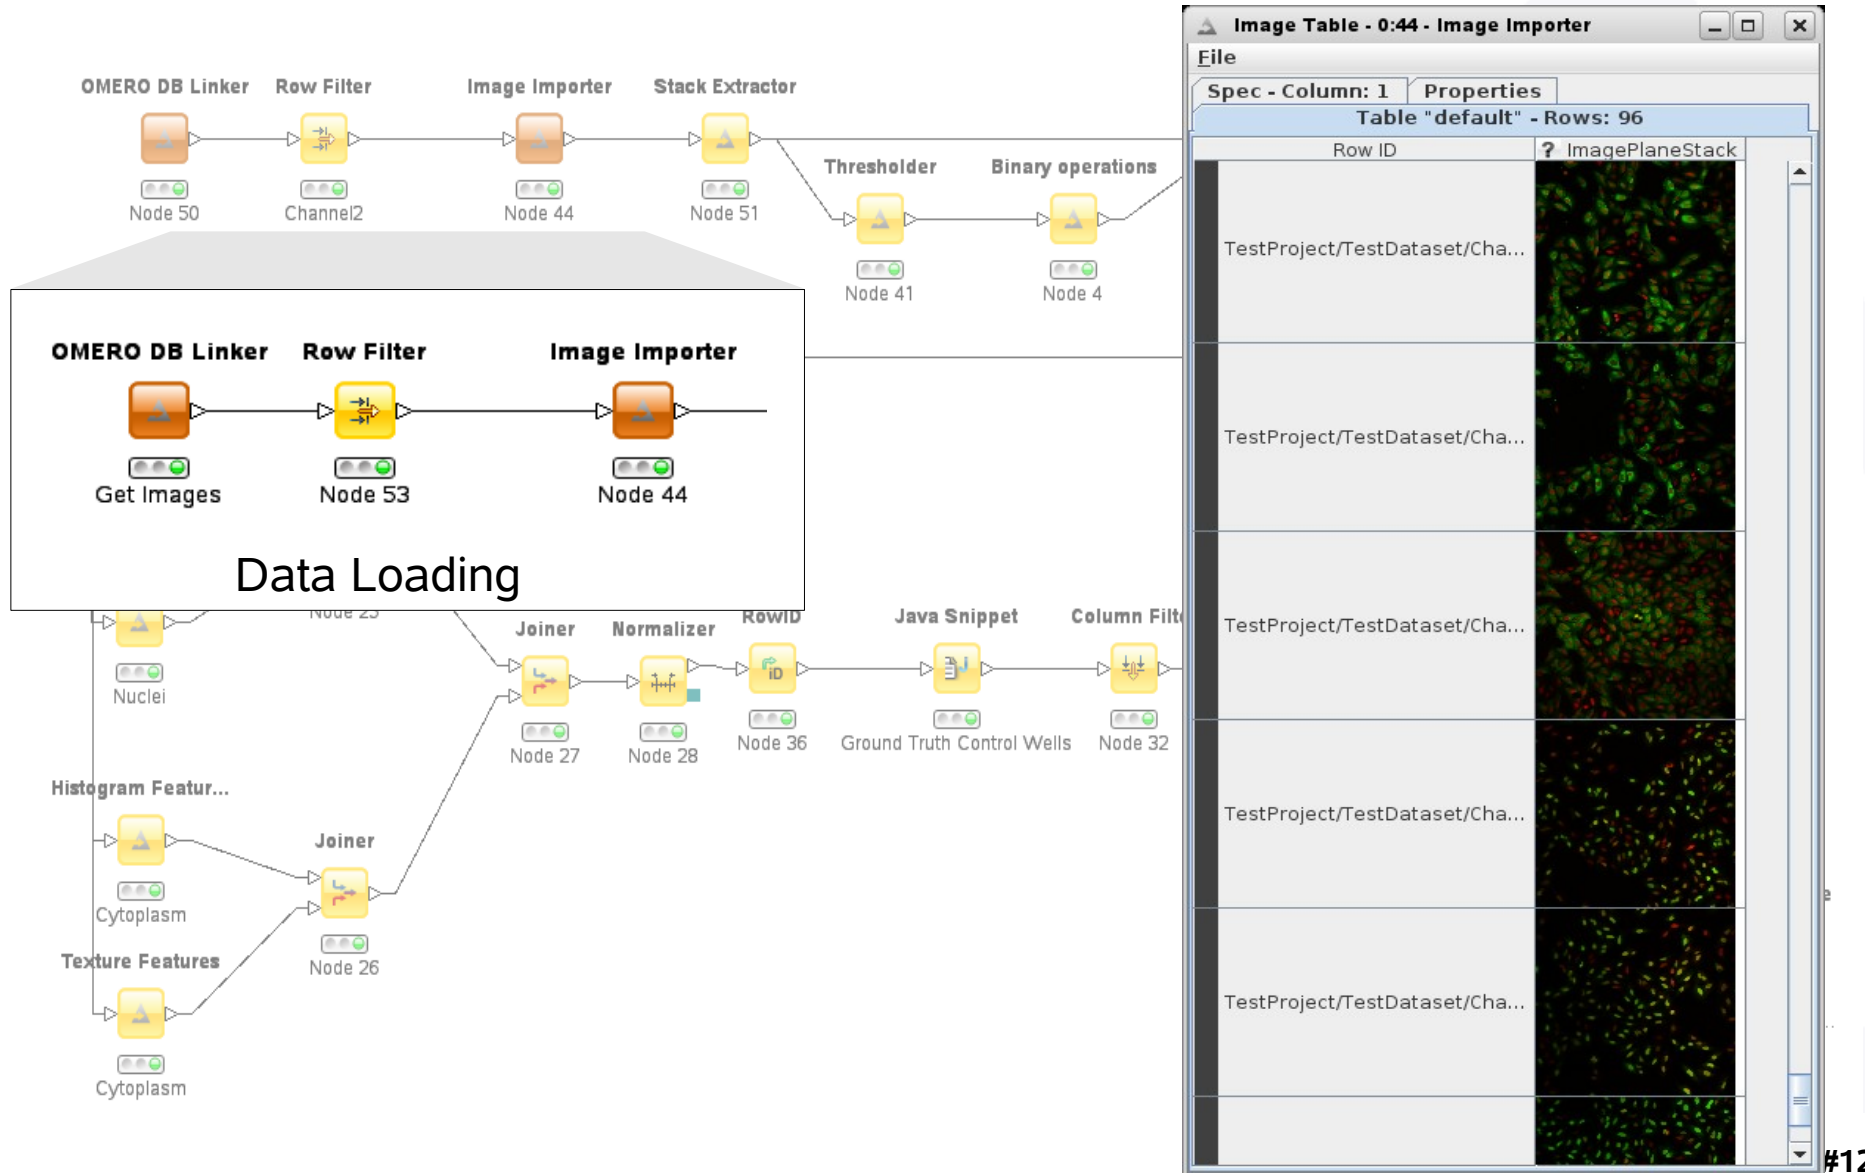 OMERO DB Linker
Row Filter
Image Importer
Stack Extractor
Node 50
Channel2
Node 44
Node 51
Thresholder
Binary operations
Node 41
Node 4
OMERO DB Linker
Row Filter
Image Importer
Get Images
Node 53
Node 44
Data Loading
Joiner
Normalizer
RowID
Java Snippet
Column Filte
Nuclei
Node 27
Node 28
Node 36
Ground Truth Control Wells
Node 32
Histogram Featur...
Joiner
Cytoplasm
Node 26
Texture Features
Cytoplasm
Image Table - 0:44 - Image Importer
File
Spec - Column: 1
Properties
Table "default" - Rows: 96
Row ID
? ImagePlaneStack
TestProject/TestDataset/Cha...
TestProject/TestDataset/Cha...
TestProject/TestDataset/Cha...
TestProject/TestDataset/Cha...
TestProject/TestDataset/Cha...
#12